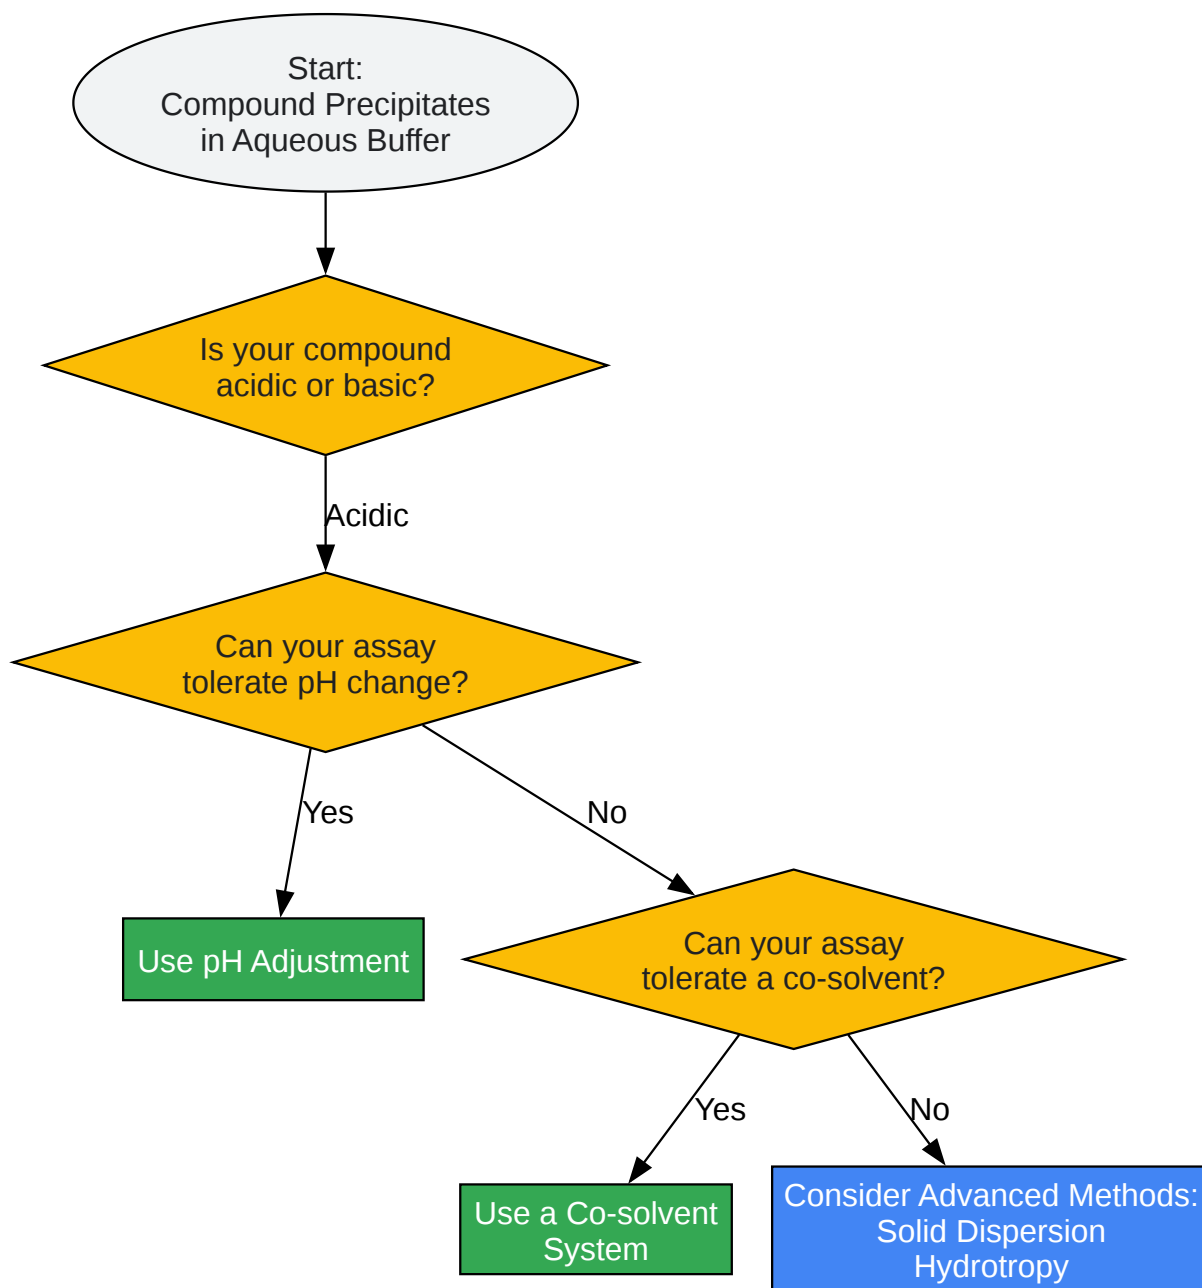 Start:
Compound Precipitates
in Aqueous Buffer
Is your compound
acidic or basic?
Acidic
Can your assay
tolerate pH change?
Yes
No
Use pH Adjustment
Can your assay
tolerate a co-solvent?
Yes
No
Use a Co-solvent
System
Consider Advanced Methods:
Solid Dispersion
Hydrotropy